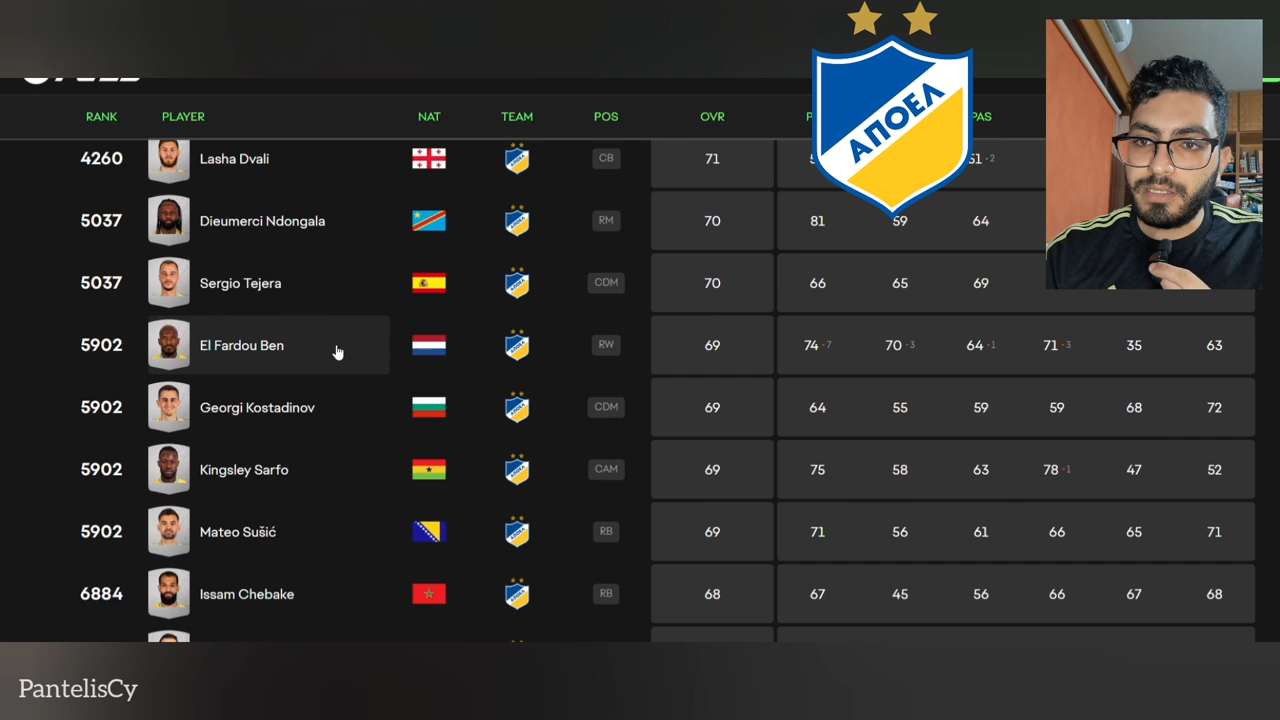 RANK PLAYER NAT TEAM POS OVR PAS
ΑΠΟΕΛ
4260 Lasha Dvali CB 71 -2
5037 Dieumerci Ndongala RM 70 81 59 64
5037 Sergio Tejera CDM 70 66 65 69
5902 El Fardou Ben RW 69 74 -7 70 -3 64 -1 71 -3 35 63
5902 Georgi Kostadinov CDM 69 64 55 59 59 68 72
5902 Kingsley Sarfo CAM 69 75 58 63 78 -1 47 52
5902 Mateo Sušić RB 69 71 56 61 66 65 71
6884 Issam Chebake RB 68 67 45 56 66 67 68
PantelisCy